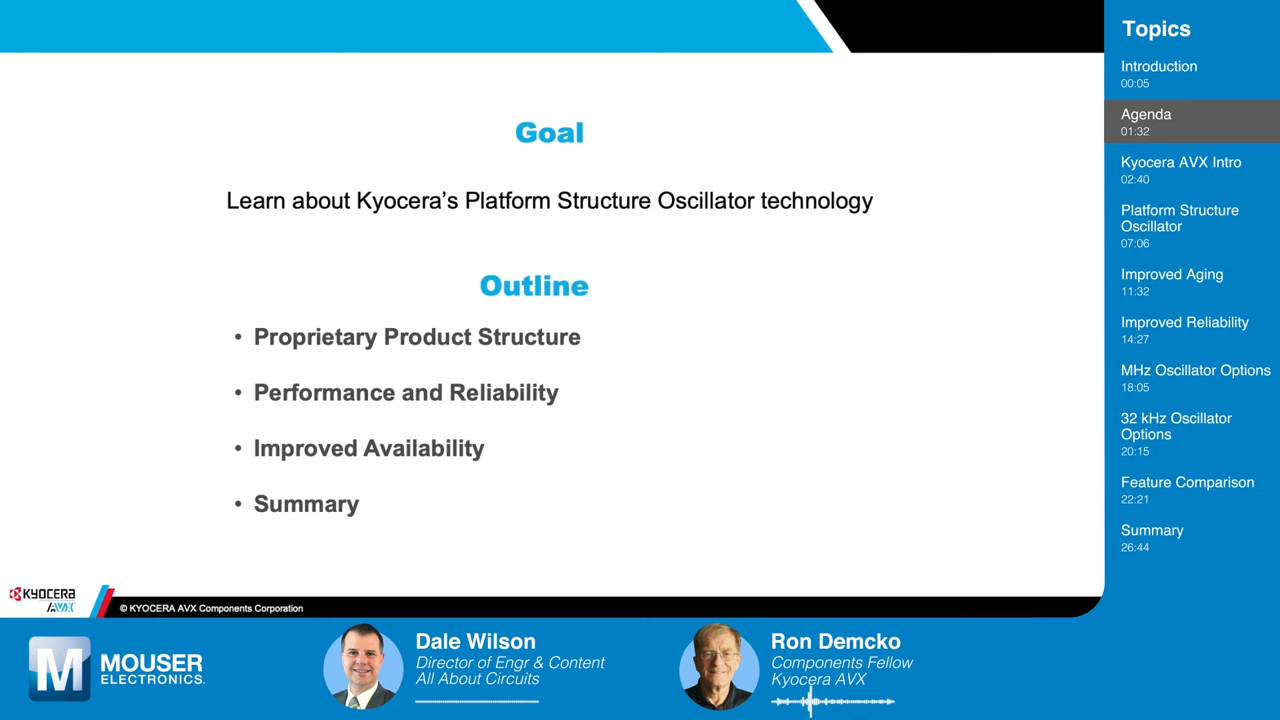 Goal
Learn about Kyocera's Platform Structure Oscillator technology
Outline
• Proprietary Product Structure
• Performance and Reliability
• Improved Availability
• Summary
KYOCERA
AVX
© KYOCERA AVX Components Corporation
Topics
Introduction
00:05
Agenda
01:32
Kyocera AVX Intro
02:40
Platform Structure
Oscillator
07:06
Improved Aging
11:32
Improved Reliability
14:27
MHz Oscillator Options
18:05
32 kHz Oscillator
Options
20:15
Feature Comparison
22:21
Summary
26:44
M
MOUSER
ELECTRONICS.
Dale Wilson
Director of Engr & Content
All About Circuits
Ron Demcko
Components Fellow
Kyocera AVX